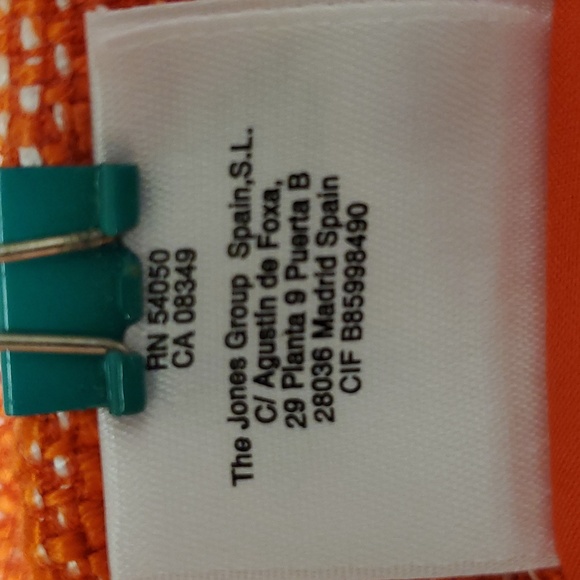 RN 54050
CA 08349
The Jones Group Spain,S.L.
C/ Agustin de Foxa,
29 Planta 9 Puerta B
28036 Madrid Spain
CIF B85998490